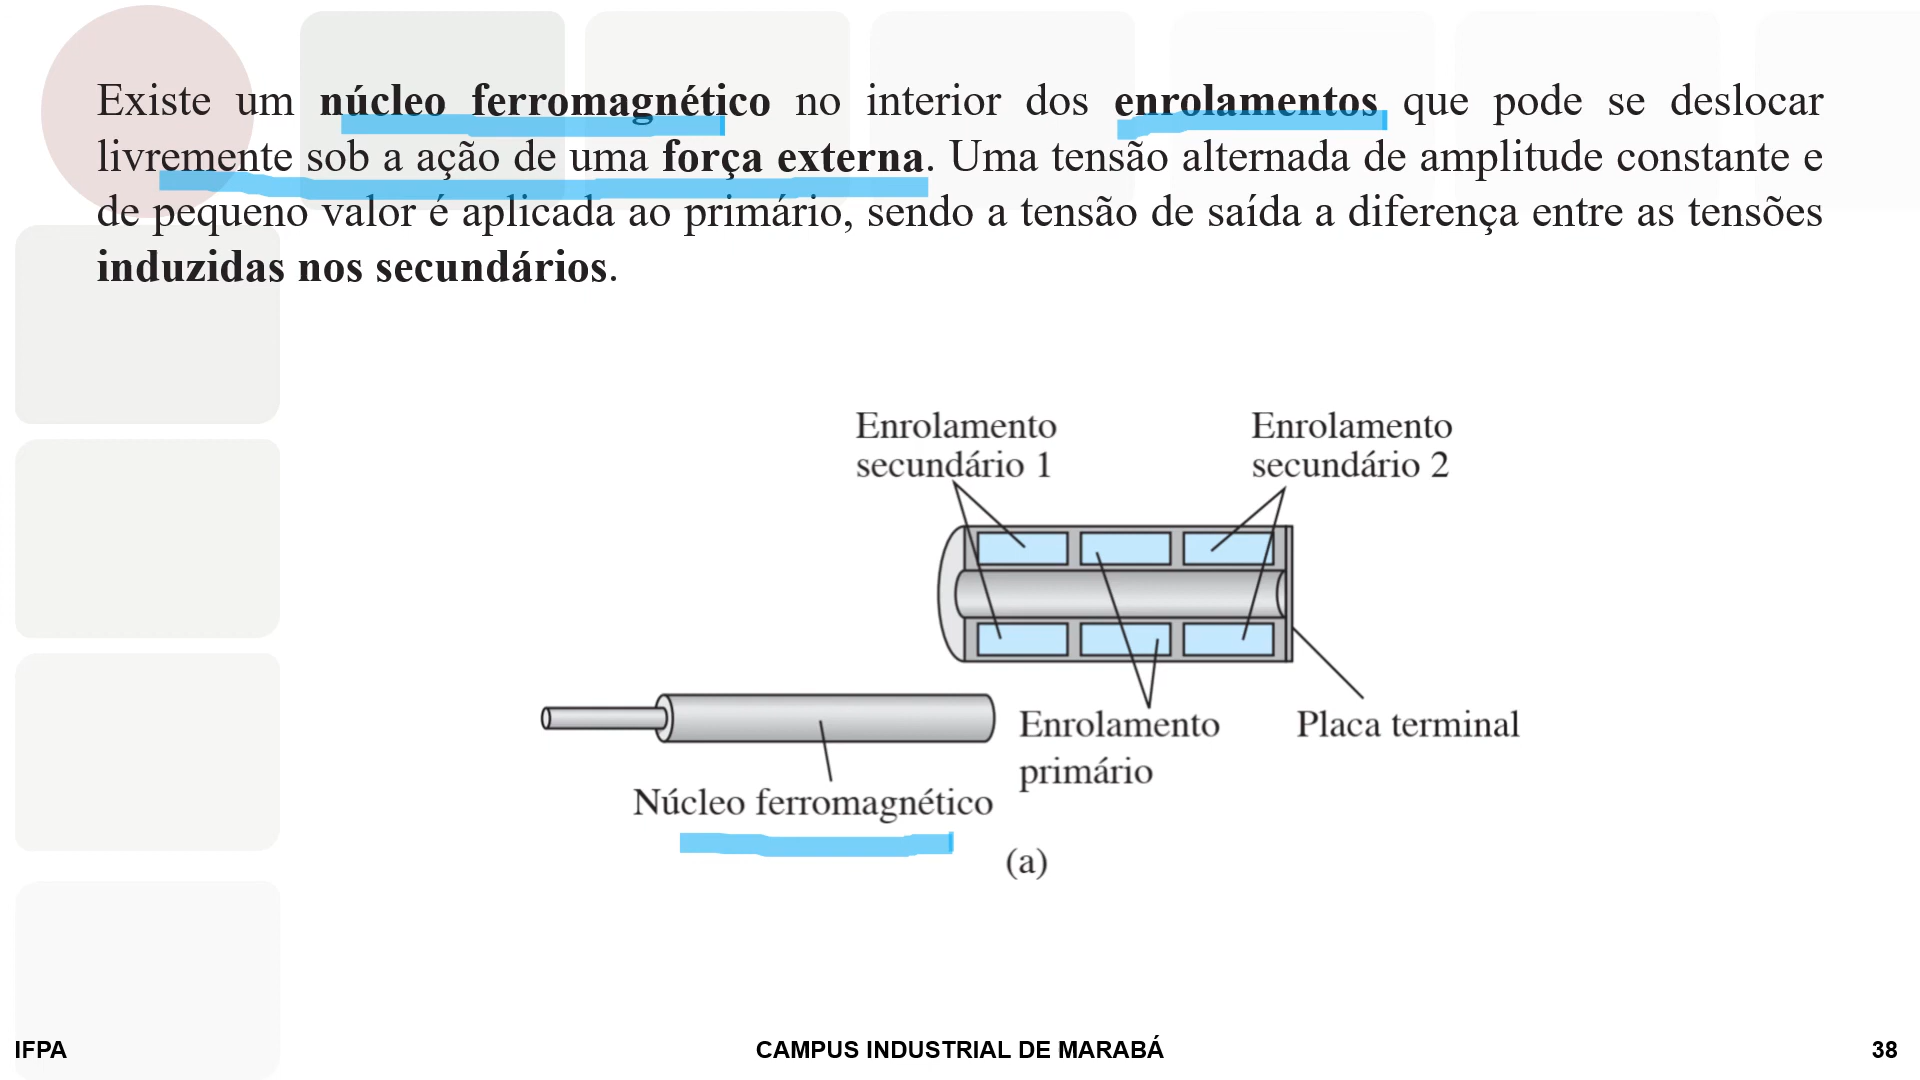 Existe um núcleo ferromagnético no interior dos enrolamentos que pode se deslocar
livremente sob a ação de uma força externa. Uma tensão alternada de amplitude constante e
de pequeno valor é aplicada ao primário, sendo a tensão de saída a diferença entre as tensões
induzidas nos secundários.
Enrolamento
secundário 1
Enrolamento
secundário 2
Enrolamento
primário
Placa terminal
Núcleo ferromagnético
(a)
IFPA
CAMPUS INDUSTRIAL DE MARABÁ
38